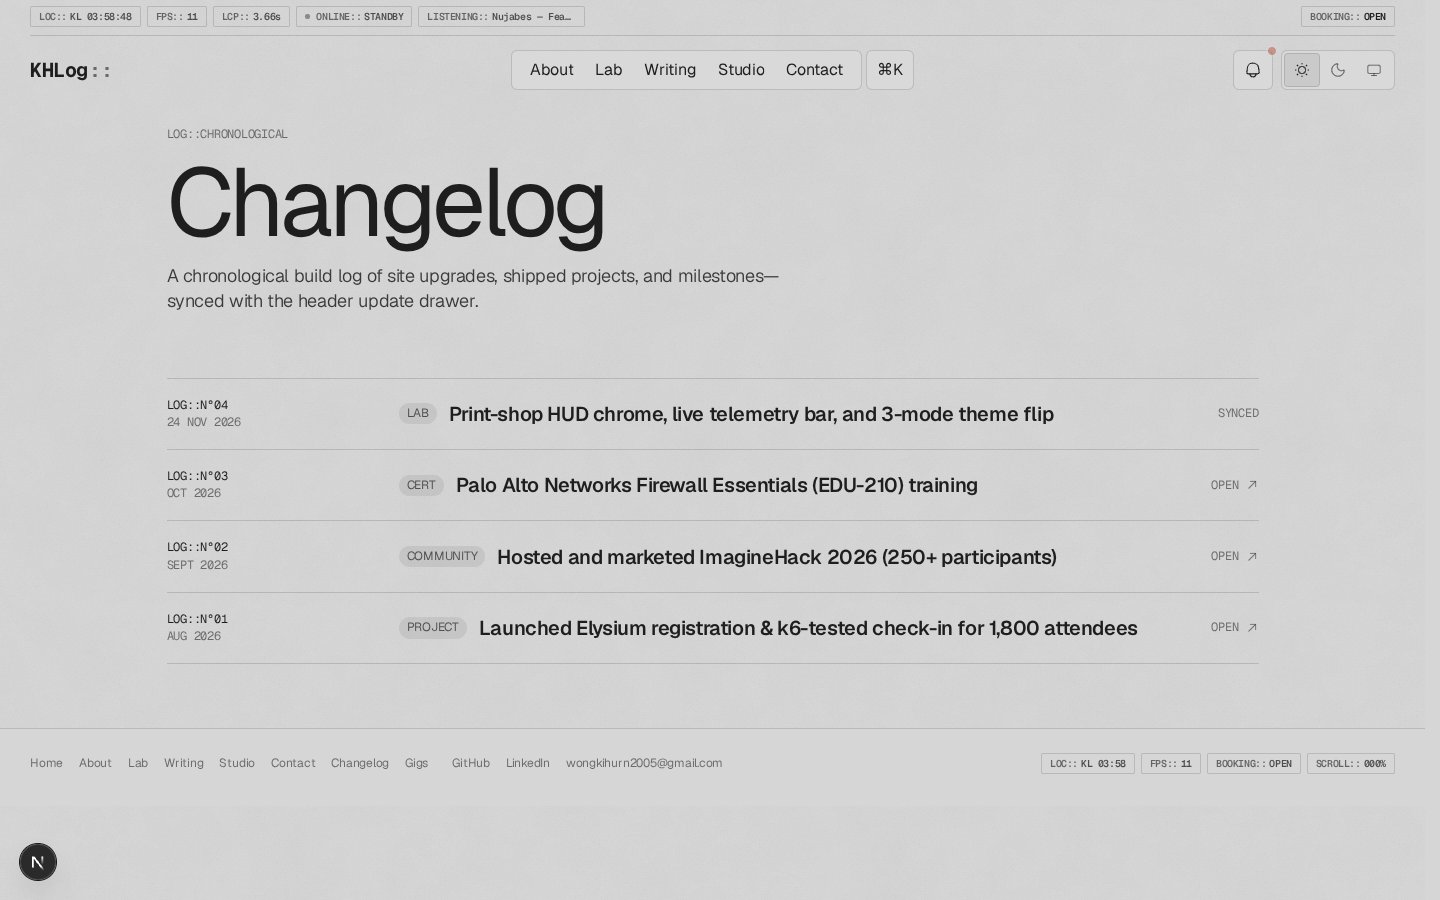 LOC:: KL 03:58:48 FPS:: 11 LCP:: 3.66s ONLINE:: STANDBY LISTENING:: Nujabes — Fea… BOOKING:: OPEN
KHLog:: About Lab Writing Studio Contact ⌘K
LOG::CHRONOLOGICAL
Changelog
A chronological build log of site upgrades, shipped projects, and milestones—
synced with the header update drawer.
LOG::N°04
24 NOV 2026
LAB Print-shop HUD chrome, live telemetry bar, and 3-mode theme flip SYNCED
LOG::N°03
OCT 2026
CERT Palo Alto Networks Firewall Essentials (EDU-210) training OPEN ↗
LOG::N°02
SEPT 2026
COMMUNITY Hosted and marketed ImagineHack 2026 (250+ participants) OPEN ↗
LOG::N°01
AUG 2026
PROJECT Launched Elysium registration & k6-tested check-in for 1,800 attendees OPEN ↗
Home About Lab Writing Studio Contact Changelog Gigs GitHub LinkedIn wongkihurn2005@gmail.com LOC:: KL 03:58 FPS:: 11 BOOKING:: OPEN SCROLL:: 000%
N